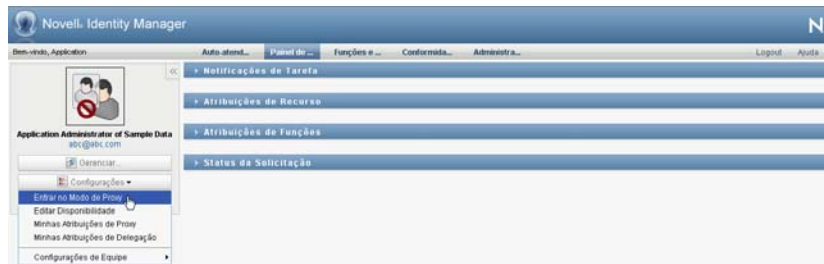 Novell® Identity Manager
N
Bem-vindo, Application
Auto-atend... Painel de ... Funções e ... Conformida... Administra... Logout Ajuda
Notificações de Tarefa
Atribuições de Recurso
Atribuições de Funções
Status da Solicitação
Application Administrator of Sample Data
abc@abc.com
Gerenciar...
Configurações
Entrar no Modo de Proxy
Editar Disponibilidade
Minhas Atribuições de Proxy
Minhas Atribuições de Delegação
Configurações de Equipe